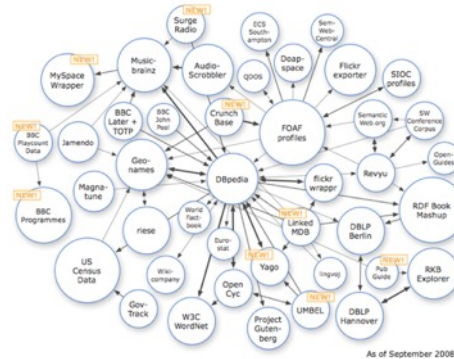 NEW!
Surge
Radio
ECS
South-
ampton
Sem-
Web-
Central
Music-
brainz
Audio-
Scrobbler
Doap-
space
Flickr
exporter
NEW!
MySpace
Wrapper
QDOS
SIOC
profiles
NEW!
BBC
Playcount
Data
BBC
Later +
TOTP
BBC
John
Peel
NEW!
Crunch
Base
FOAF
profiles
Semantic
Web.org
SW
Conference
Corpus
Jamendo
Geo-
names
DBpedia
flickr
wrappr
Revyu
Open-
Guides
NEW!
BBC
Programmes
Magna-
tune
World
Fact-
book
NEW!
Linked
MDB
DBLP
Berlin
RDF Book
Mashup
riese
Euro-
stat
US
Census
Data
Wiki-
company
Open
Cyc
NEW!
Yago
lingvoj
NEW!
Pub
Guide
RKB
Explorer
Gov-
Track
W3C
WordNet
Project
Guten-
berg
NEW!
UMBEL
DBLP
Hannover
As of September 2008